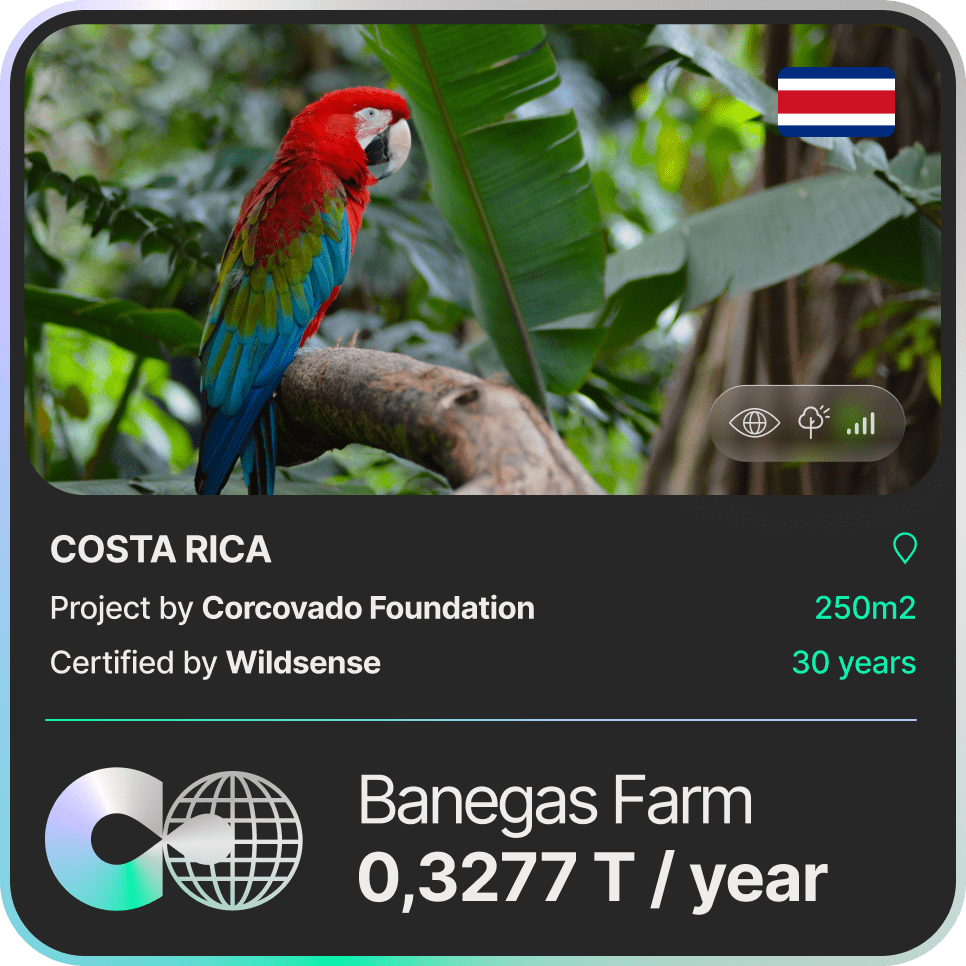 COSTA RICA
Project by Corcovado Foundation
250m2
Certified by Wildsense
30 years
Banegas Farm
0,3277 T / year